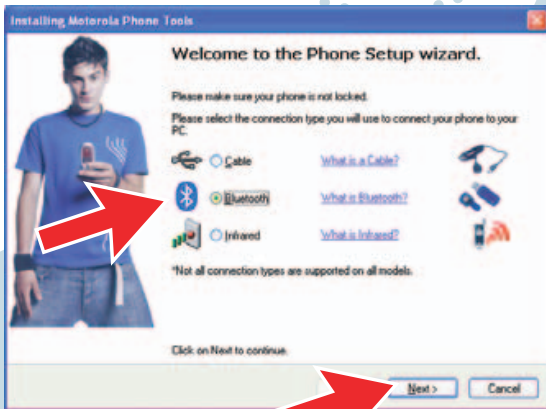 Installing Motorola Phone Tools
Welcome to the Phone Setup wizard.
Please make sure your phone is not locked.
Please select the connection type you will use to connect your phone to your
PC.
Cable What is a Cable?
Bluetooth What is Bluetooth?
Infrared What is Infrared?
*Not all connection types are supported on all models.
Click on Next to continue.
Next > Cancel